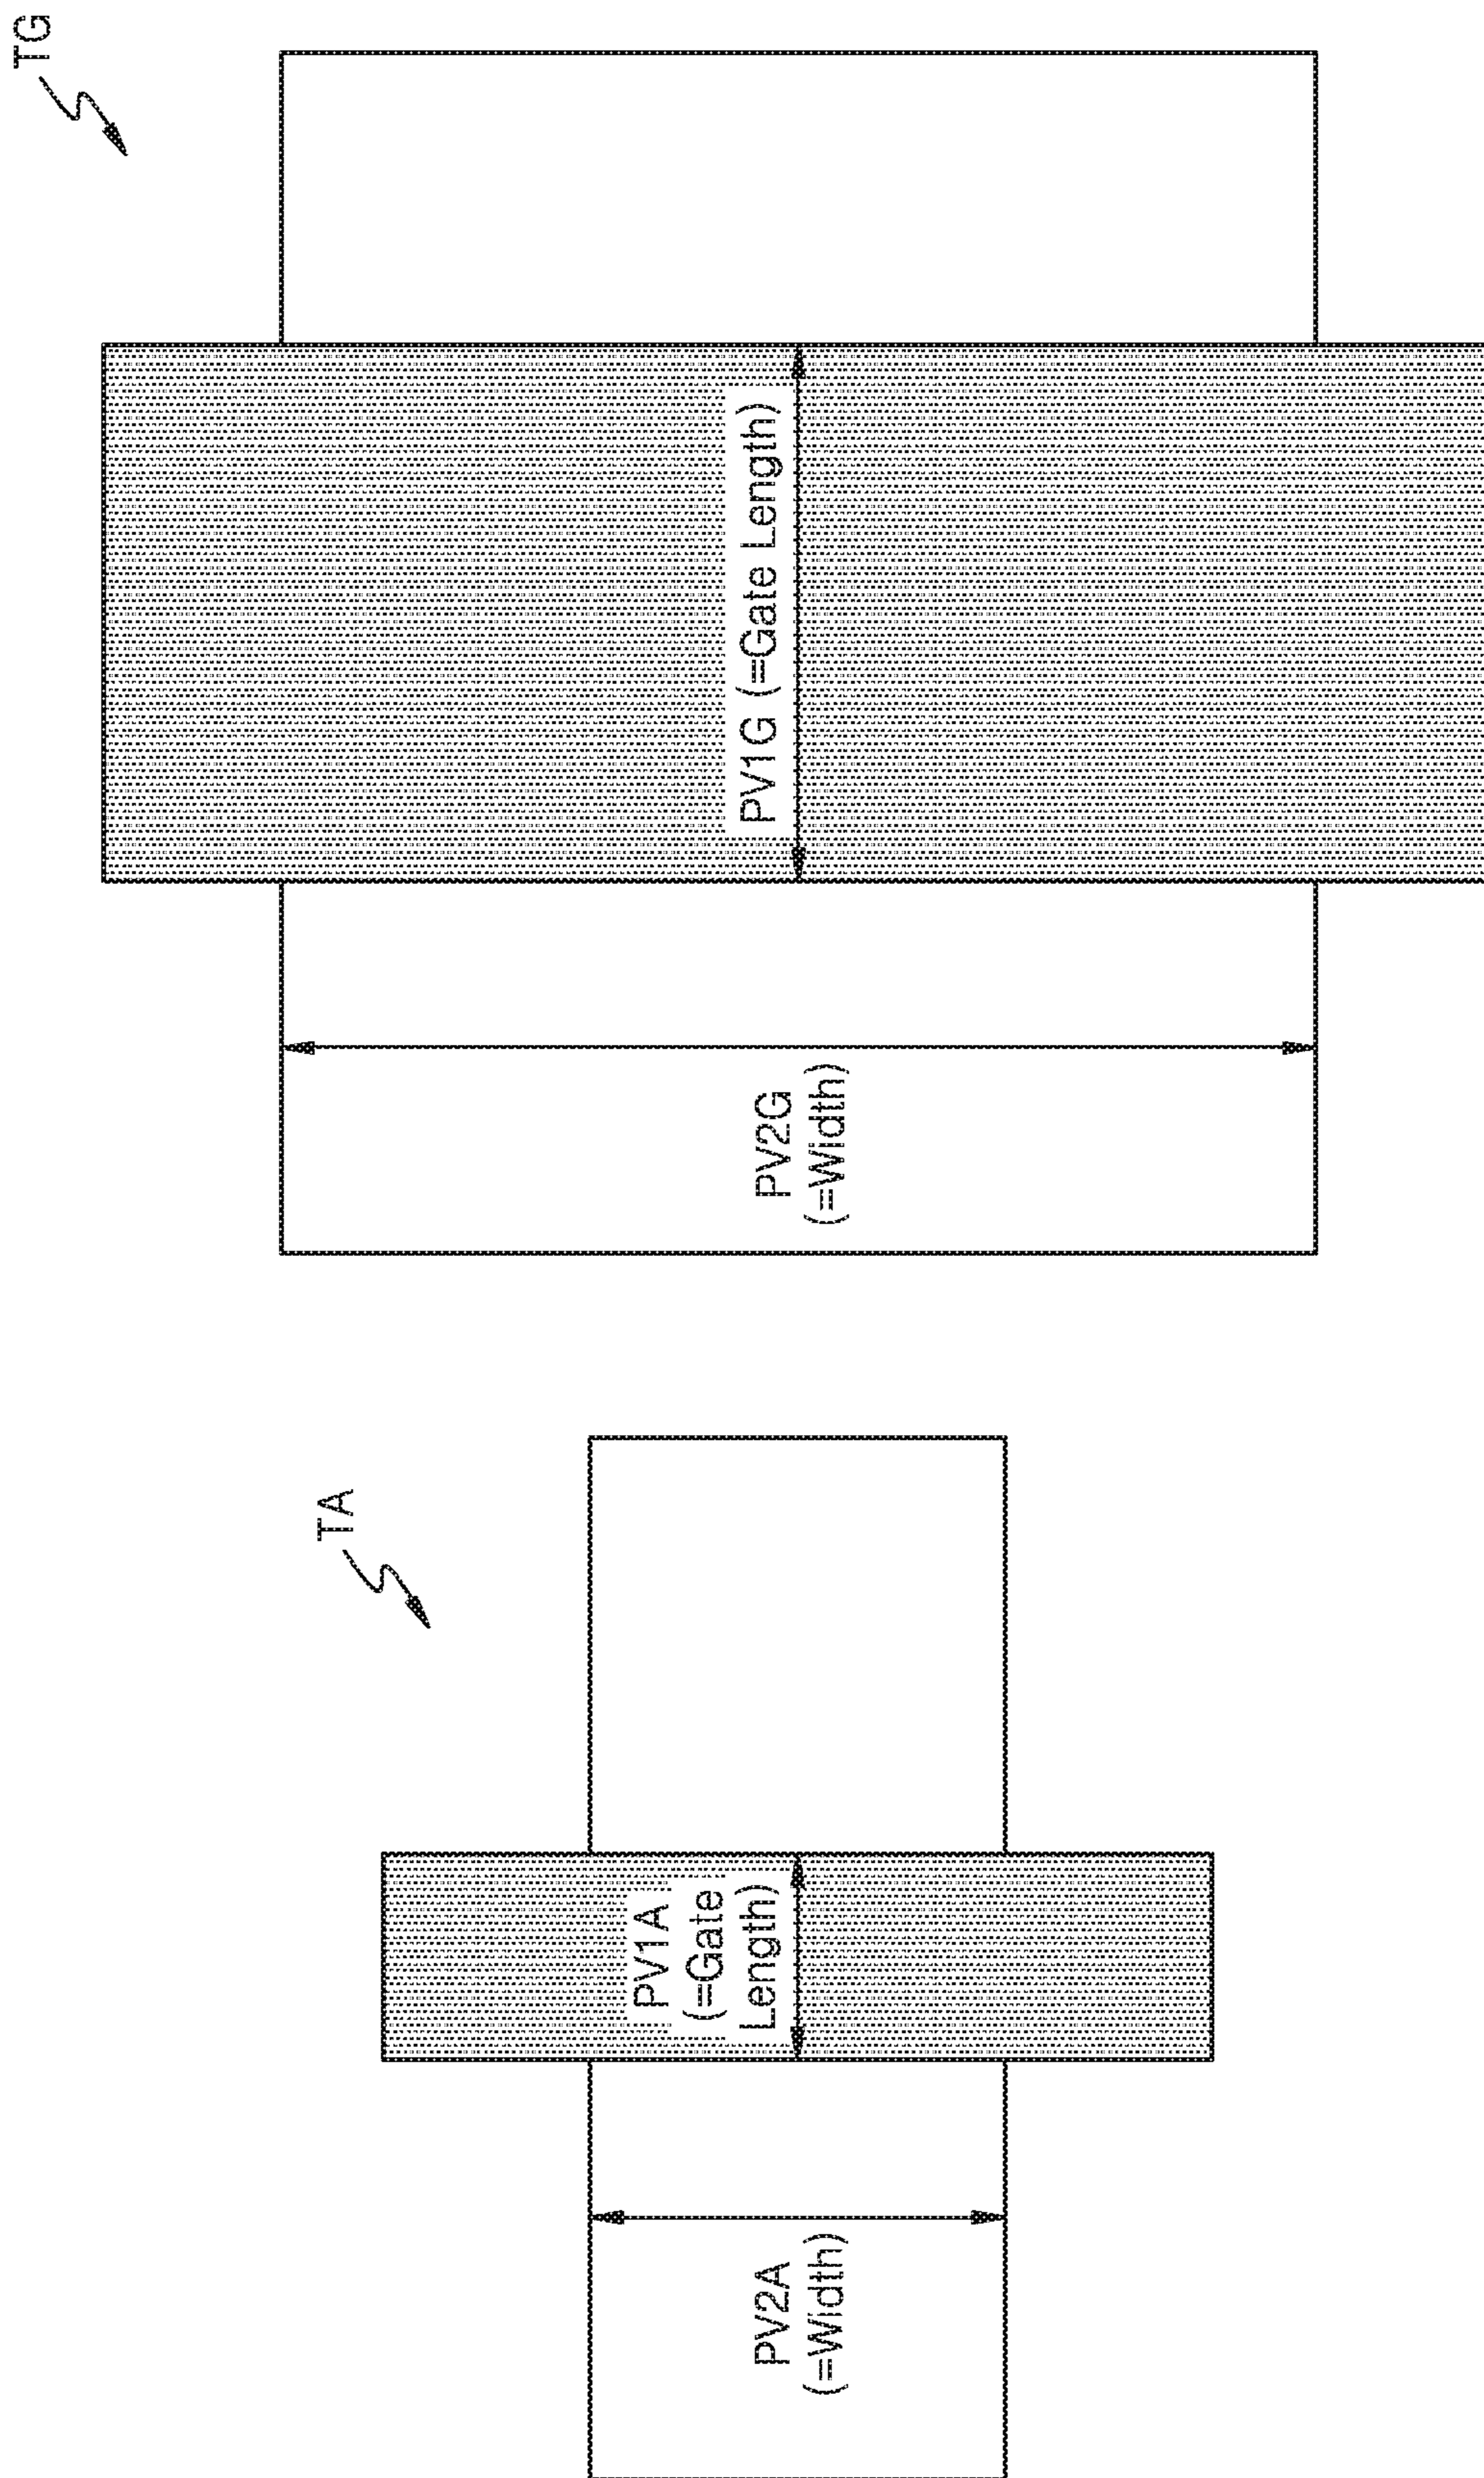 TG
PV1G (=Gate Length)
PV2G
(=Width)
TA
PV1A
(=Gate
Length)
PV2A
(=Width)